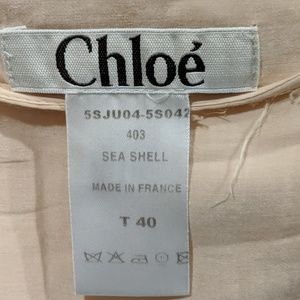 Chloé
5SJU04-5S042
403
SEA SHELL
MADE IN FRANCE
T 40